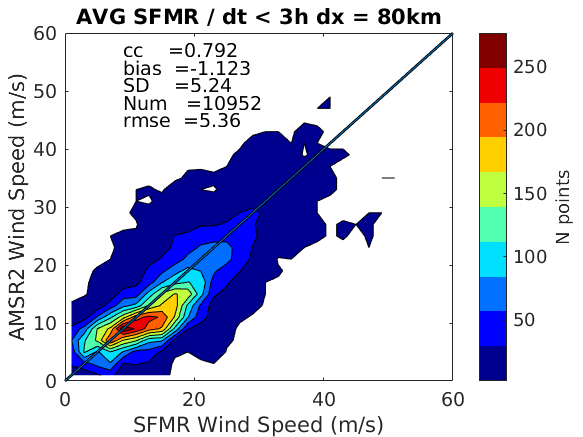 AVG SFMR / dt < 3h dx = 80km
cc =0.792
bias =-1.123
SD =5.24
Num =10952
rmse =5.36
60
50
40
30
20
10
0
AMSR2 Wind Speed (m/s)
0 20 40 60
SFMR Wind Speed (m/s)
250
200
150
100
50
N points